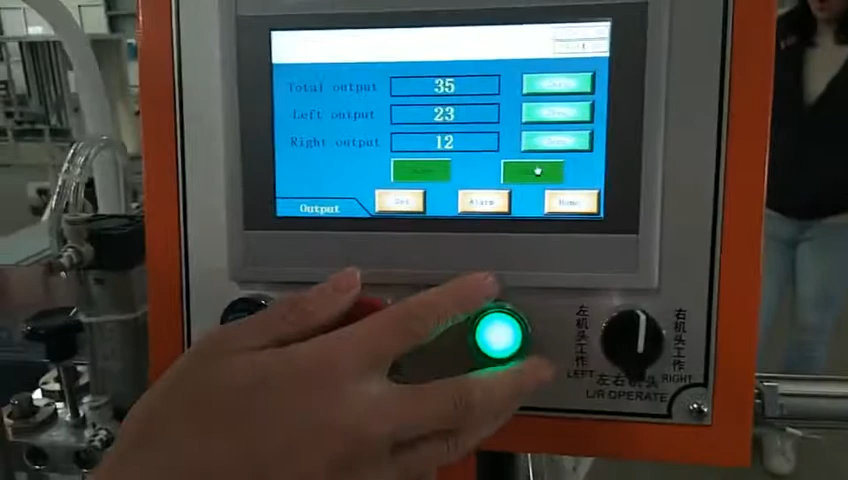 Total output 35
Left output 23
Right output 12
Output Set Alarm Home
左机头工作
右机头工作
LEFT RIGHT
左右机头
L/R OPERATE